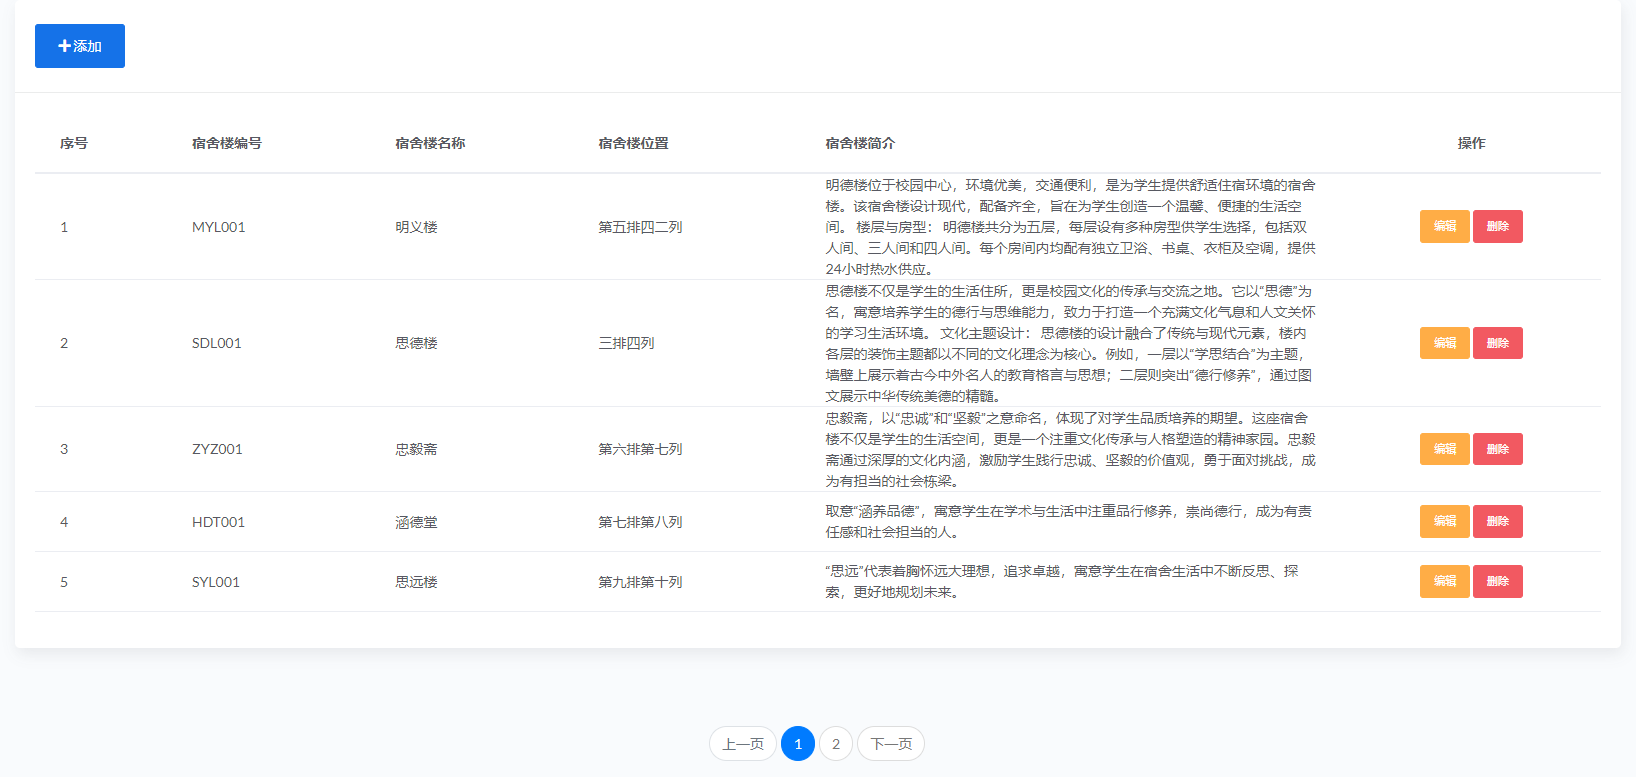 添加
序号 宿舍楼编号 宿舍楼名称 宿舍楼位置 宿舍楼简介 操作
1 MYL001 明义楼 第五排四二列 明德楼位于校园中心，环境优美，交通便利，是为学生提供舒适住宿环境的宿舍
楼。该宿舍楼设计现代，配备齐全，旨在为学生创造一个温馨、便捷的生活空
间。 楼层与房型： 明德楼共分为五层，每层设有多种房型供学生选择，包括双
人间、三人间和四人间。每个房间内均配有独立卫浴、书桌、衣柜及空调，提供
24小时热水供应。
编辑 删除
2 SDL001 思德楼 三排四列 思德楼不仅是学生的生活住所，更是校园文化的传承与交流之地。它以“思德”为
名，寓意培养学生的德行与思维能力，致力于打造一个充满文化气息和人文关怀
的学习生活环境。 文化主题设计： 思德楼的设计融合了传统与现代元素，楼内
各层的装饰主题都以不同的文化理念为核心。例如，一层以“学思结合”为主题，
墙壁上展示着古今中外名人的教育格言与思想；二层则突出“德行修养”，通过图
文展示中华传统美德的精髓。
编辑 删除
3 ZYZ001 忠毅斋 第六排第七列 忠毅斋，以“忠诚”和“坚毅”之意命名，体现了对学生品质培养的期望。这座宿舍
楼不仅是学生的生活空间，更是一个注重文化传承与人格塑造的精神家园。忠毅
斋通过深厚的文化内涵，激励学生践行忠诚、坚毅的价值观，勇于面对挑战，成
为有担当的社会栋梁。
编辑 删除
4 HDT001 涵德堂 第七排第八列 取意“涵养品德”，寓意学生在学术与生活中注重品行修养，崇尚德行，成为有责
任感和社会担当的人。
编辑 删除
5 SYL001 思远楼 第九排第十列 “思远”代表着胸怀远大理想，追求卓越，寓意学生在宿舍生活中不断反思、探
索，更好地规划未来。
编辑 删除
上一页 1 2 下一页